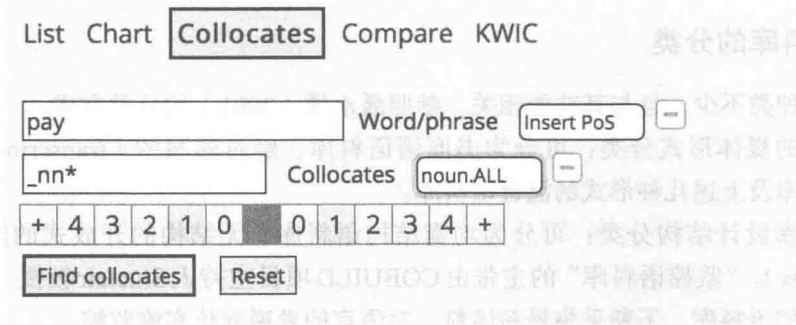 List Chart Collocates Compare KWIC
pay Word/phrase Insert PoS −
_nn* Collocates noun.ALL −
+ 4 3 2 1 0 0 1 2 3 4 +
Find collocates Reset